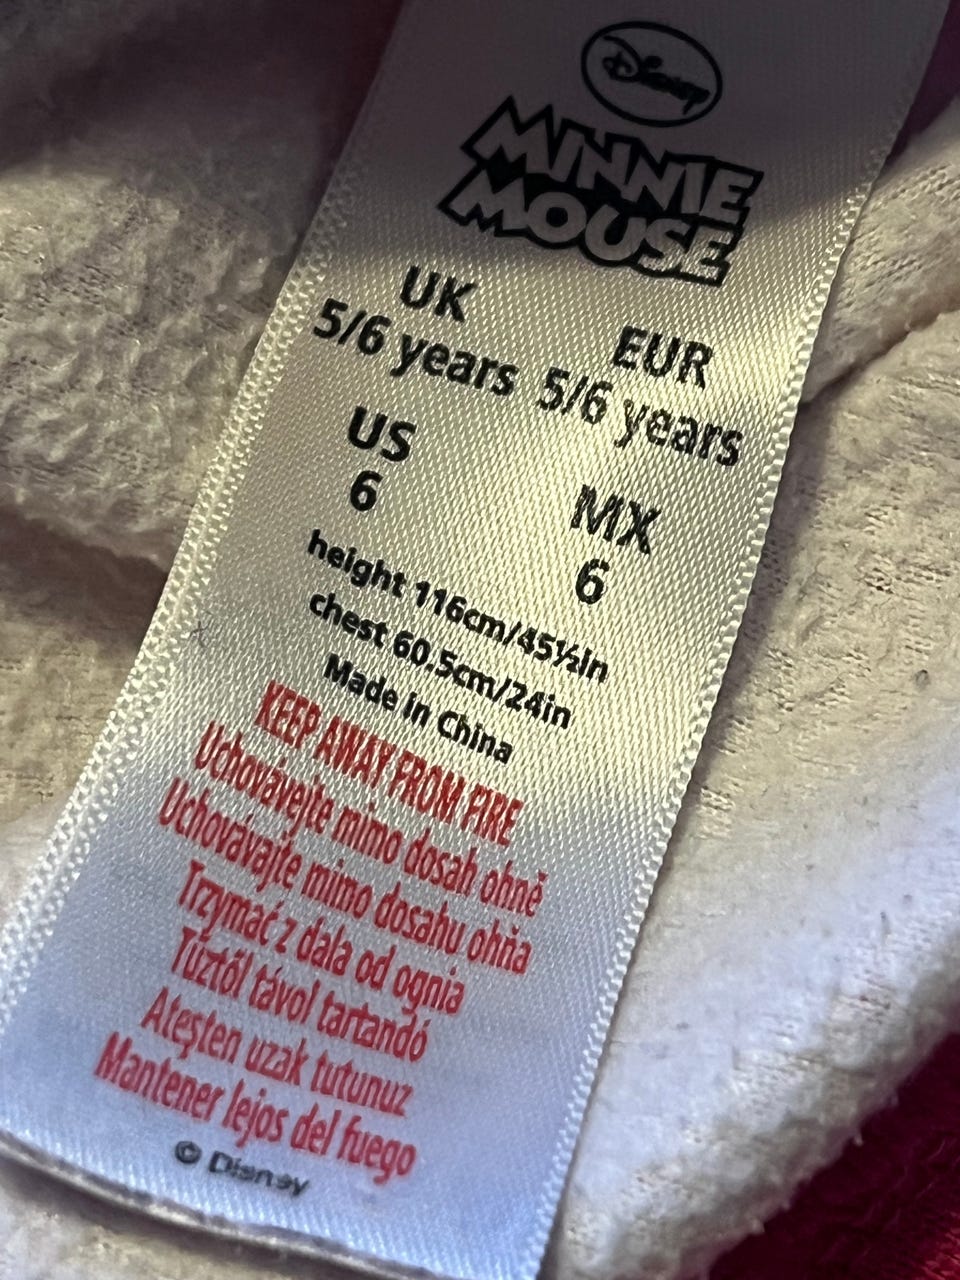 Disney
MINNIE
MOUSE
UK
5/6 years
EUR
5/6 years
US
6
MX
6
height 116cm/45½in
chest 60.5cm/24in
Made in China
KEEP AWAY FROM FIRE
Uchovávejte mimo dosah ohně
Uchovávajte mimo dosahu ohňa
Trzymać z dala od ognia
Tűztől távol tartandó
Ateşten uzak tutunuz
Mantener lejos del fuego
© Disney